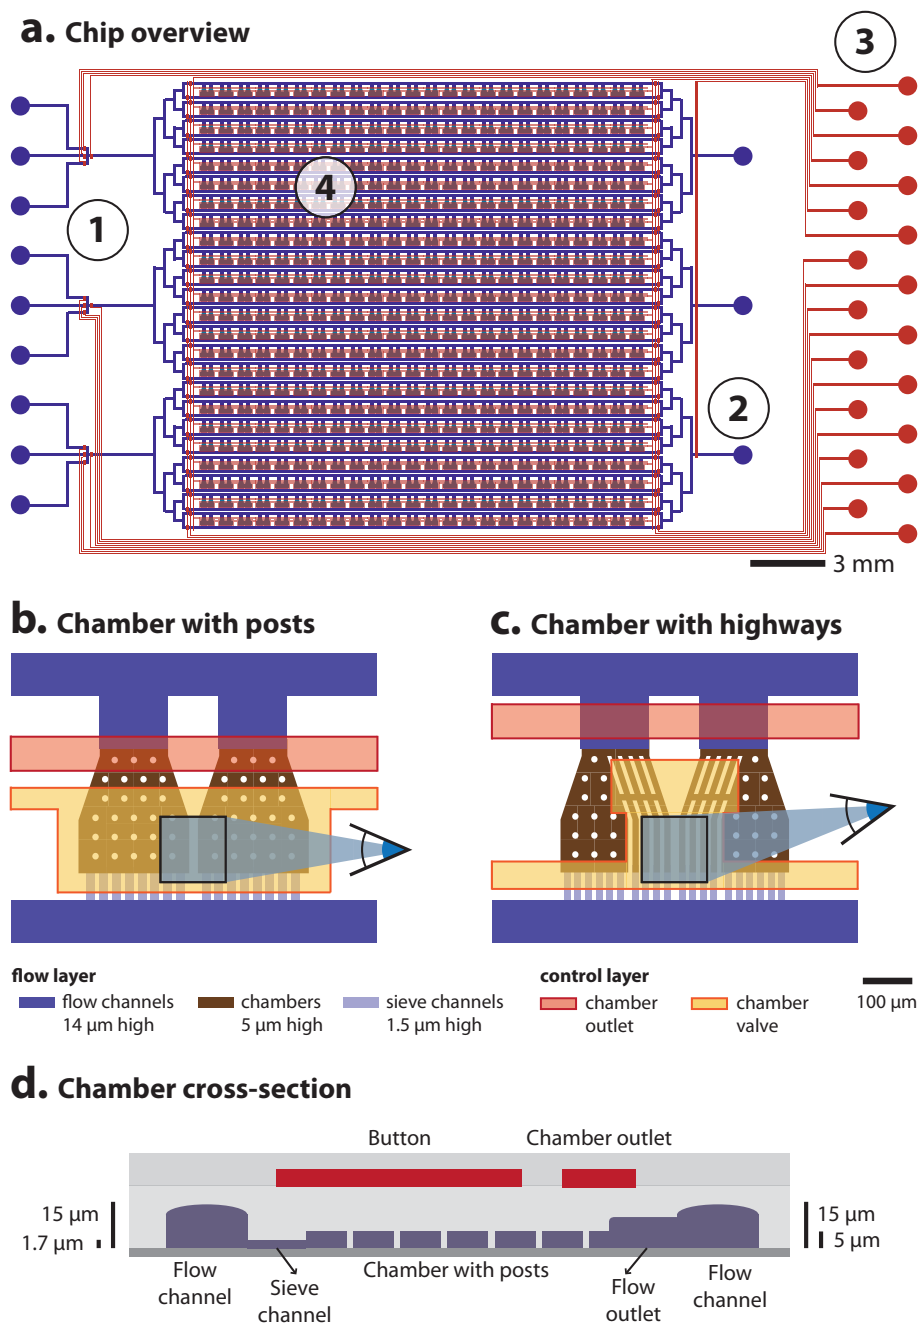 a. Chip overview
3
4
1
2
3 mm
b. Chamber with posts
c. Chamber with highways
flow layer
flow channels
14 µm high
chambers
5 µm high
sieve channels
1.5 µm high
control layer
chamber
outlet
chamber
valve
100 µm
d. Chamber cross-section
Button
Chamber outlet
15 µm
1.7 µm
15 µm
5 µm
Flow
channel
Sieve
channel
Chamber with posts
Flow
outlet
Flow
channel